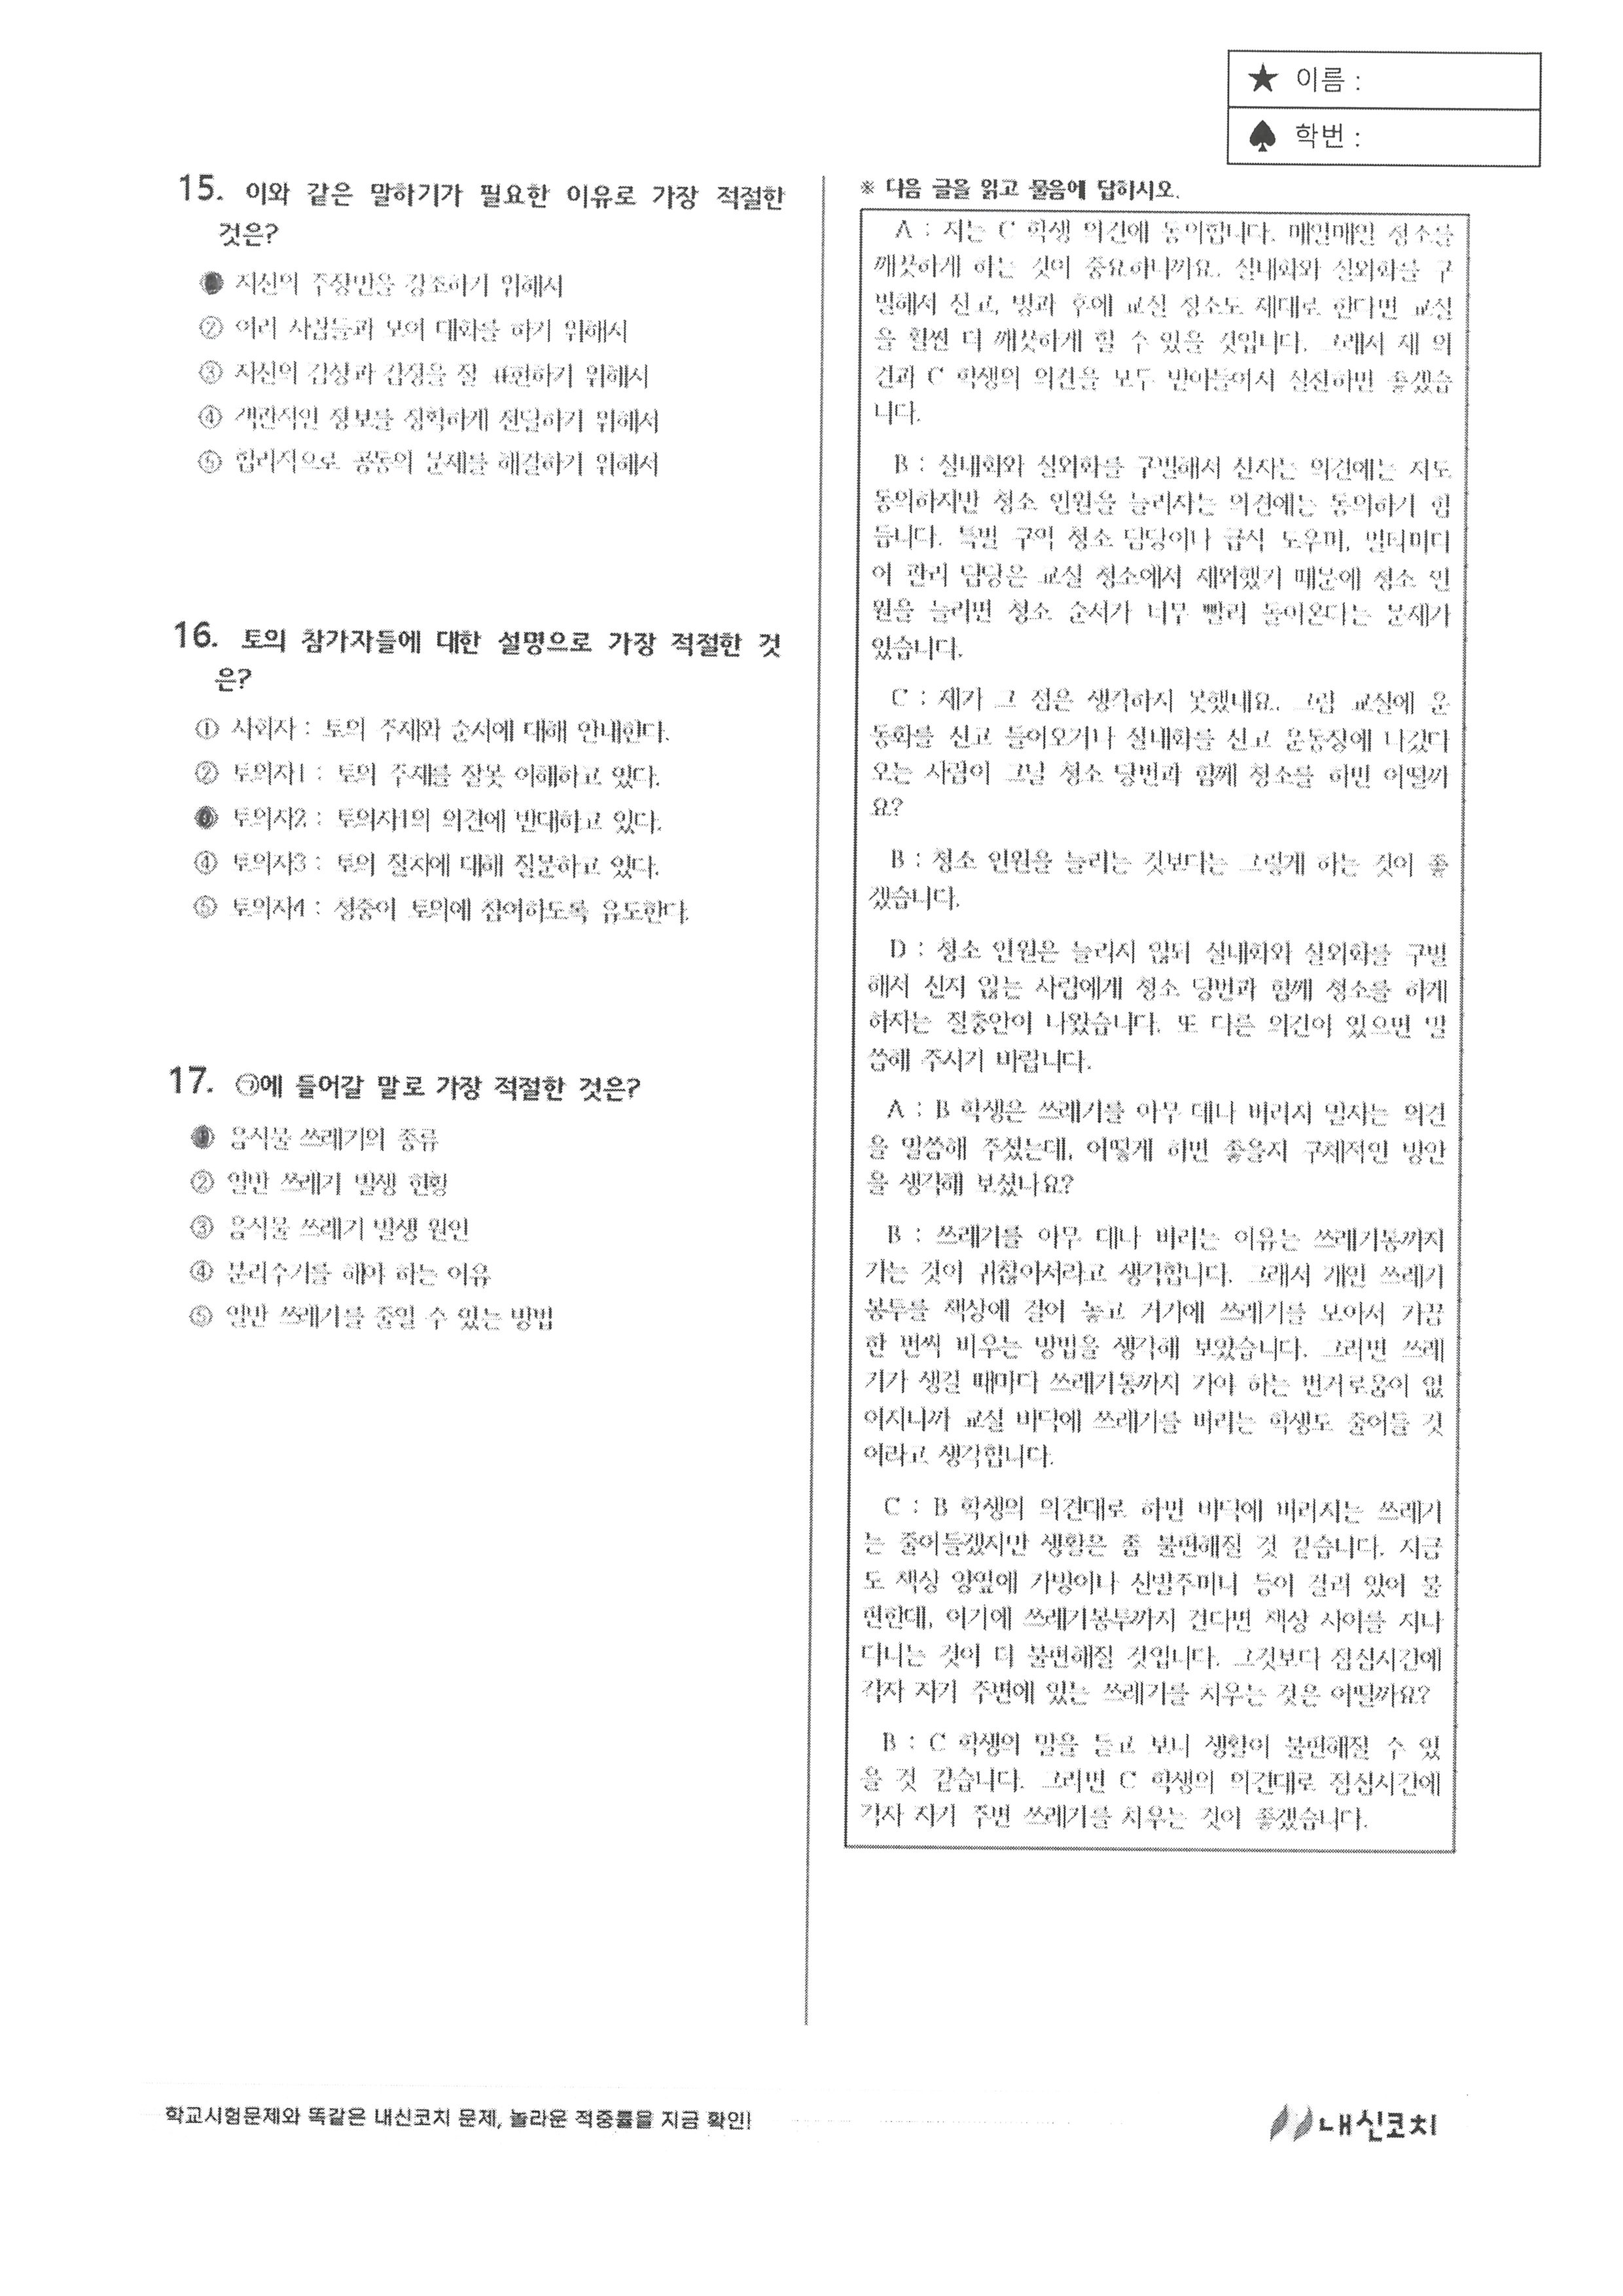 ★ 이름 :
♠ 학번 :
15. 이와 같은 말하기가 필요한 이유로 가장 적절한
것은?
자신의 주장만을 강조하기 위해서
② 여러 사람들과 모여 대화를 하기 위해서
③ 자신의 감상과 감정을 잘 표현하기 위해서
④ 객관적인 정보를 정확하게 전달하기 위해서
⑤ 합리적으로 공동의 문제를 해결하기 위해서
16. 토의 참가자들에 대한 설명으로 가장 적절한 것
은?
① 사회자 : 토의 주제와 순서에 대해 안내한다.
② 토의자1 : 토의 주제를 잘못 이해하고 있다.
토의자2 : 토의자1의 의견에 반대하고 있다.
④ 토의자3 : 토의 절차에 대해 질문하고 있다.
⑤ 토의자4 : 청중이 토의에 참여하도록 유도한다.
17. ㉠에 들어갈 말로 가장 적절한 것은?
음식물 쓰레기의 종류
② 일반 쓰레기 발생 현황
③ 음식물 쓰레기 발생 원인
④ 분리수거를 해야 하는 이유
⑤ 일반 쓰레기를 줄일 수 있는 방법
※ 다음 글을 읽고 물음에 답하시오.
A : 저는 C 학생 의견에 동의합니다. 매일매일 청소를
깨끗하게 하는 것이 중요하니까요. 실내화와 실외화를 구
별해서 신고, 방과 후에 교실 청소도 제대로 한다면 교실
을 훨씬 더 깨끗하게 할 수 있을 것입니다. 그래서 제 의
견과 C 학생의 의견을 모두 받아들여서 실천하면 좋겠습
니다.
B : 실내화와 실외화를 구별해서 신자는 의견에는 저도
동의하지만 청소 인원을 늘리자는 의견에는 동의하기 힘
듭니다. 특별 구역 청소 담당이나 급식 도우미, 멀티미디
어 관리 담당은 교실 청소에서 제외했기 때문에 청소 인
원을 늘리면 청소 순서가 너무 빨리 돌아온다는 문제가
있습니다.
C : 제가 그 점은 생각하지 못했네요. 그럼 교실에 운
동화를 신고 들어오거나 실내화를 신고 운동장에 나갔다
오는 사람이 그날 청소 당번과 함께 청소를 하면 어떨까
요?
B : 청소 인원을 늘리는 것보다는 그렇게 하는 것이 좋
겠습니다.
D : 청소 인원은 늘리지 않되 실내화와 실외화를 구별
해서 신지 않는 사람에게 청소 당번과 함께 청소를 하게
하자는 절충안이 나왔습니다. 또 다른 의견이 있으면 말
씀해 주시기 바랍니다.
A : B 학생은 쓰레기를 아무 데나 버리지 말자는 의견
을 말씀해 주셨는데, 어떻게 하면 좋을지 구체적인 방안
을 생각해 보셨나요?
B : 쓰레기를 아무 데나 버리는 이유는 쓰레기통까지
가는 것이 귀찮아서라고 생각합니다. 그래서 개인 쓰레기
봉투를 책상에 걸어 놓고 거기에 쓰레기를 모아서 가끔
한 번씩 비우는 방법을 생각해 보았습니다. 그러면 쓰레
기가 생길 때마다 쓰레기통까지 가야 하는 번거로움이 없
어지니까 교실 바닥에 쓰레기를 버리는 학생도 줄어들 것
이라고 생각합니다.
C : B 학생의 의견대로 하면 바닥에 버려지는 쓰레기
는 줄어들겠지만 생활은 좀 불편해질 것 같습니다. 지금
도 책상 양옆에 가방이나 신발주머니 등이 걸려 있어 불
편한데, 여기에 쓰레기봉투까지 건다면 책상 사이를 지나
다니는 것이 더 불편해질 것입니다. 그것보다 점심시간에
각자 자기 주변에 있는 쓰레기를 치우는 것은 어떨까요?
B : C 학생의 말을 듣고 보니 생활이 불편해질 수 있
을 것 같습니다. 그러면 C 학생의 의견대로 점심시간에
각자 자기 주변 쓰레기를 치우는 것이 좋겠습니다.
학교시험문제와 똑같은 내신코치 문제, 놀라운 적중률을 지금 확인!
내신코치